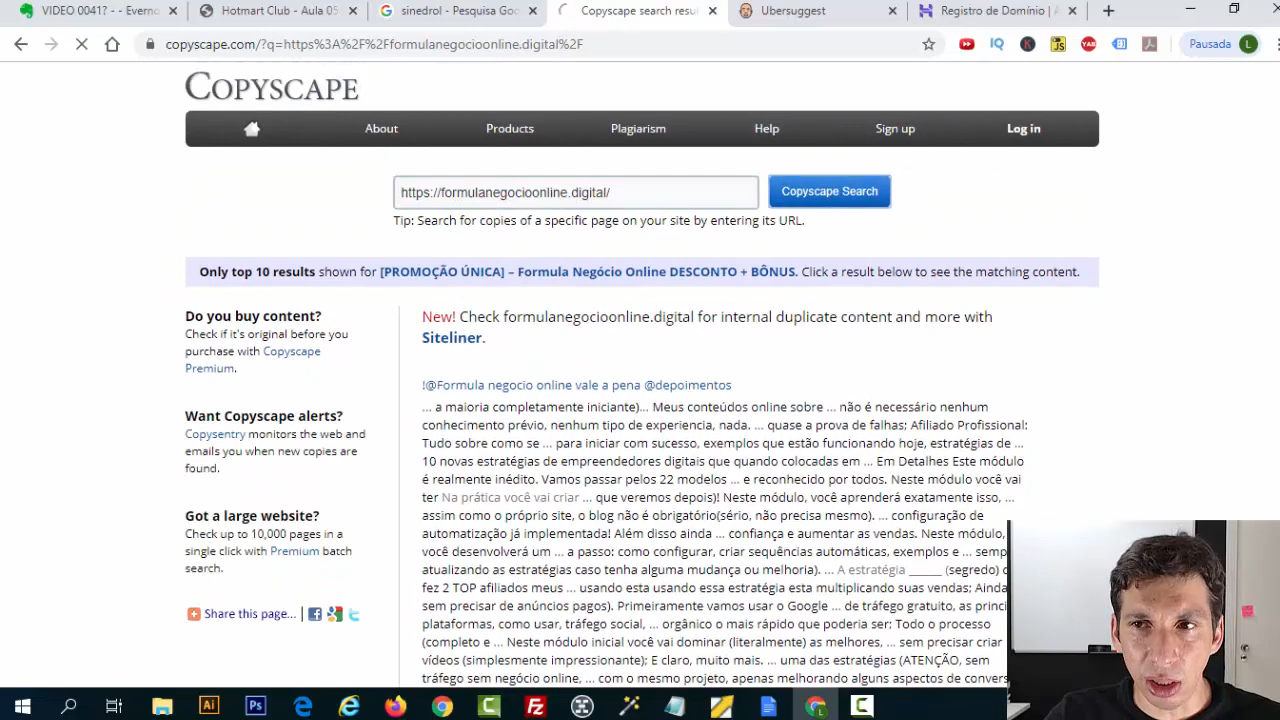 VIDEO 0041? - - Everno
Hotmart Club - Aula 05
sinedrol - Pesquisa Goo
Copyscape search resul
Ubersuggest
Registro de Domínio | A
copyscape.com/?q=https%3A%2F%2Fformulanegocioonline.digital%2F
Pausada
L
COPYSCAPE
About
Products
Plagiarism
Help
Sign up
Log in
https://formulanegocioonline.digital/
Copyscape Search
Tip: Search for copies of a specific page on your site by entering its URL.
Only top 10 results shown for [PROMOÇÃO ÚNICA] – Formula Negócio Online DESCONTO + BÔNUS. Click a result below to see the matching content.
Do you buy content?
Check if it's original before you
purchase with Copyscape
Premium.
Want Copyscape alerts?
Copysentry monitors the web and
emails you when new copies are
found.
Got a large website?
Check up to 10,000 pages in a
single click with Premium batch
search.
Share this page... |
New! Check formulanegocioonline.digital for internal duplicate content and more with
Siteliner.
!@Formula negocio online vale a pena @depoimentos
... a maioria completamente iniciante)... Meus conteúdos online sobre ... não é necessário nenhum
conhecimento prévio, nenhum tipo de experiencia, nada. ... quase a prova de falhas; Afiliado Profissional:
Tudo sobre como se ... para iniciar com sucesso, exemplos que estão funcionando hoje, estratégias de ...
10 novas estratégias de empreendedores digitais que quando colocadas em ... Em Detalhes Este módulo
é realmente inédito. Vamos passar pelos 22 modelos ... e reconhecido por todos. Neste módulo você vai
ter Na prática você vai criar ... que veremos depois)! Neste módulo, você aprenderá exatamente isso, ...
assim como o próprio site, o blog não é obrigatório(sério, não precisa mesmo). ... configuração de
automatização já implementada! Além disso ainda ... confiança e aumentar as vendas. Neste módulo,
você desenvolverá um ... a passo: como configurar, criar sequências automáticas, exemplos e ... semp
atualizando as estratégias caso tenha alguma mudança ou melhoria). ... A estratégia ______ (segredo)
fez 2 TOP afiliados meus ... usando esta usando essa estratégia esta multiplicando suas vendas; Ainda
sem precisar de anúncios pagos). Primeiramente vamos usar o Google ... de tráfego gratuito, as princi
plataformas, como usar, tráfego social, ... orgânico o mais rápido que poderia ser; Todo o processo
(completo e ... Neste módulo inicial você vai dominar (literalmente) as melhores, ... sem precisar criar
vídeos (simplesmente impressionante); E claro, muito mais. ... uma das estratégias (ATENÇÃO, sem
tráfego sem negócio online, ... com o mesmo projeto, apenas melhorando alguns aspectos de convers